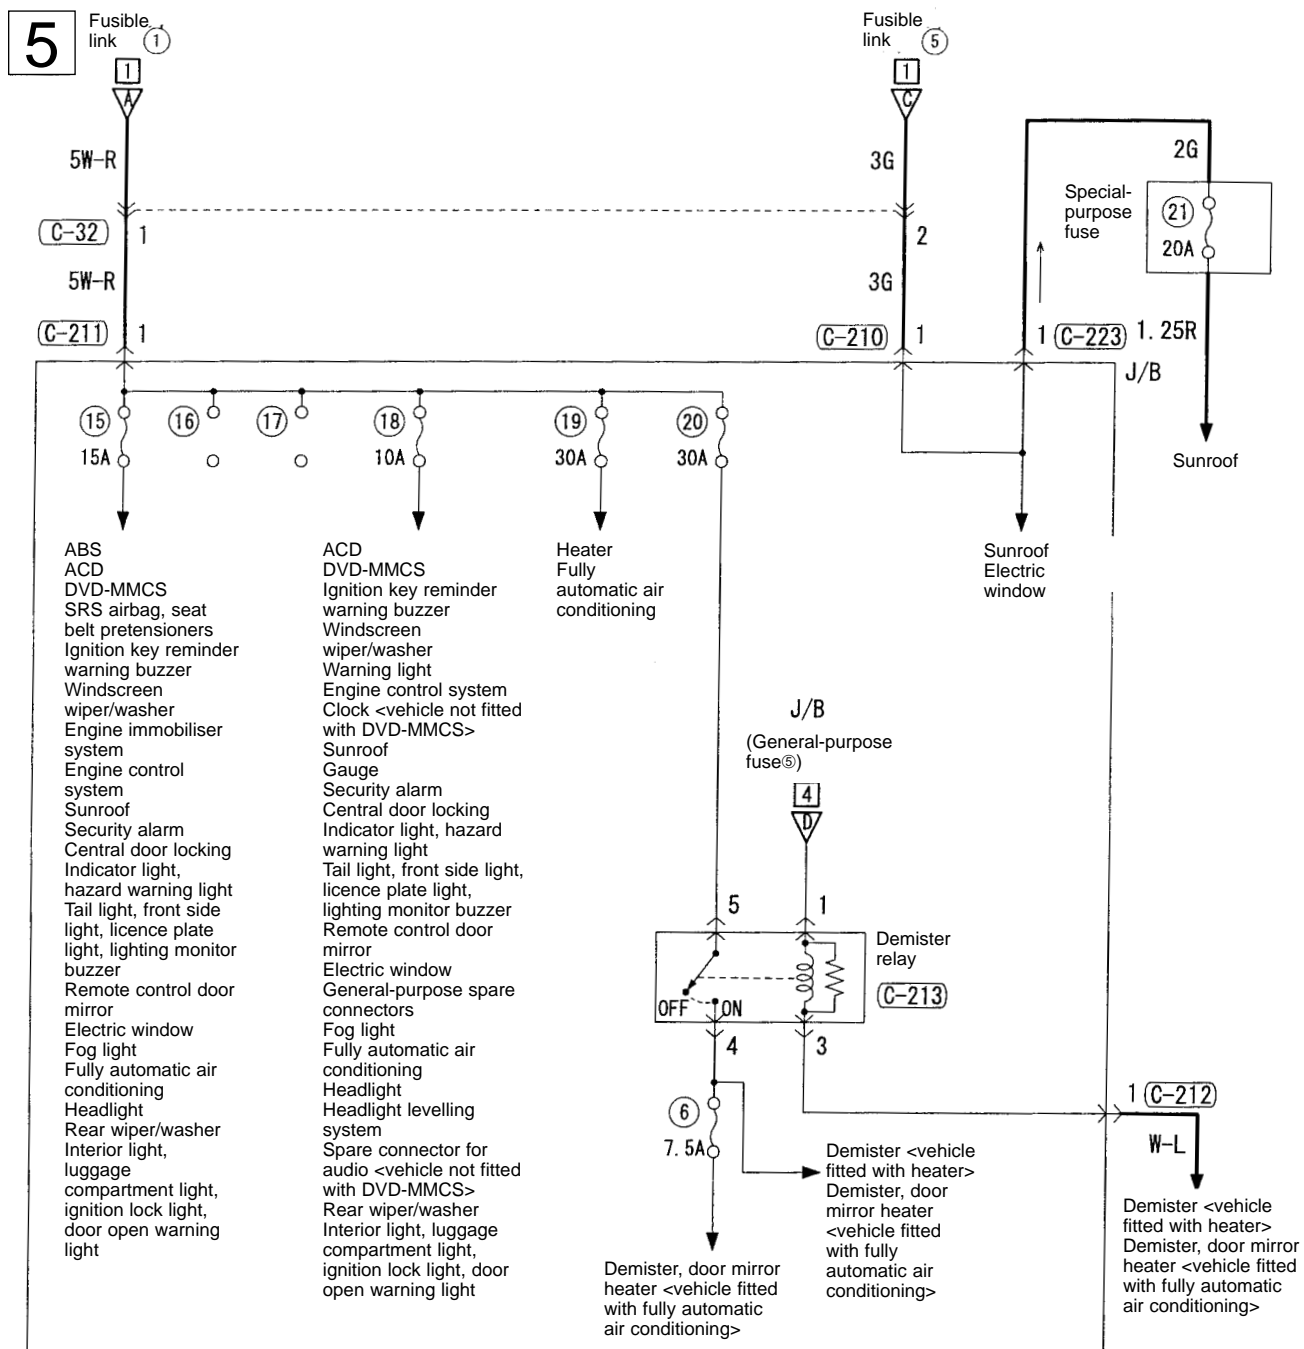 5
Fusible
link ①
1
A
5W-R
C-32 1
5W-R
C-211 1
Fusible
link ⑤
1
C
3G
2
3G
C-210 1
2G
Special-
purpose
fuse
21
20A
1 C-223 1. 25R
J/B
Sunroof
15
15A
16
17
18
10A
19
30A
20
30A
ABS
ACD
DVD-MMCS
SRS airbag, seat
belt pretensioners
Ignition key reminder
warning buzzer
Windscreen
wiper/washer
Engine immobiliser
system
Engine control
system
Sunroof
Security alarm
Central door locking
Indicator light,
hazard warning light
Tail light, front side
light, licence plate
light, lighting monitor
buzzer
Remote control door
mirror
Electric window
Fog light
Fully automatic air
conditioning
Headlight
Rear wiper/washer
Interior light,
luggage
compartment light,
ignition lock light,
door open warning
light
ACD
DVD-MMCS
Ignition key reminder
warning buzzer
Windscreen
wiper/washer
Warning light
Engine control system
Clock <vehicle not fitted
with DVD-MMCS>
Sunroof
Gauge
Security alarm
Central door locking
Indicator light, hazard
warning light
Tail light, front side light,
licence plate light,
lighting monitor buzzer
Remote control door
mirror
Electric window
General-purpose spare
connectors
Fog light
Fully automatic air
conditioning
Headlight
Headlight levelling
system
Spare connector for
audio <vehicle not fitted
with DVD-MMCS>
Rear wiper/washer
Interior light, luggage
compartment light,
ignition lock light, door
open warning light
Heater
Fully
automatic air
conditioning
Sunroof
Electric
window
J/B
(General-purpose
fuse⑤)
4
D
5
1
Demister
relay
C-213
OFF ON
4
3
6
7. 5A
1 C-212
W-L
Demister, door mirror
heater <vehicle fitted
with fully automatic
air conditioning>
Demister <vehicle
fitted with heater>
Demister, door
mirror heater
<vehicle fitted
with fully
automatic air
conditioning>
Demister <vehicle
fitted with heater>
Demister, door mirror
heater <vehicle fitted
with fully automatic
air conditioning>